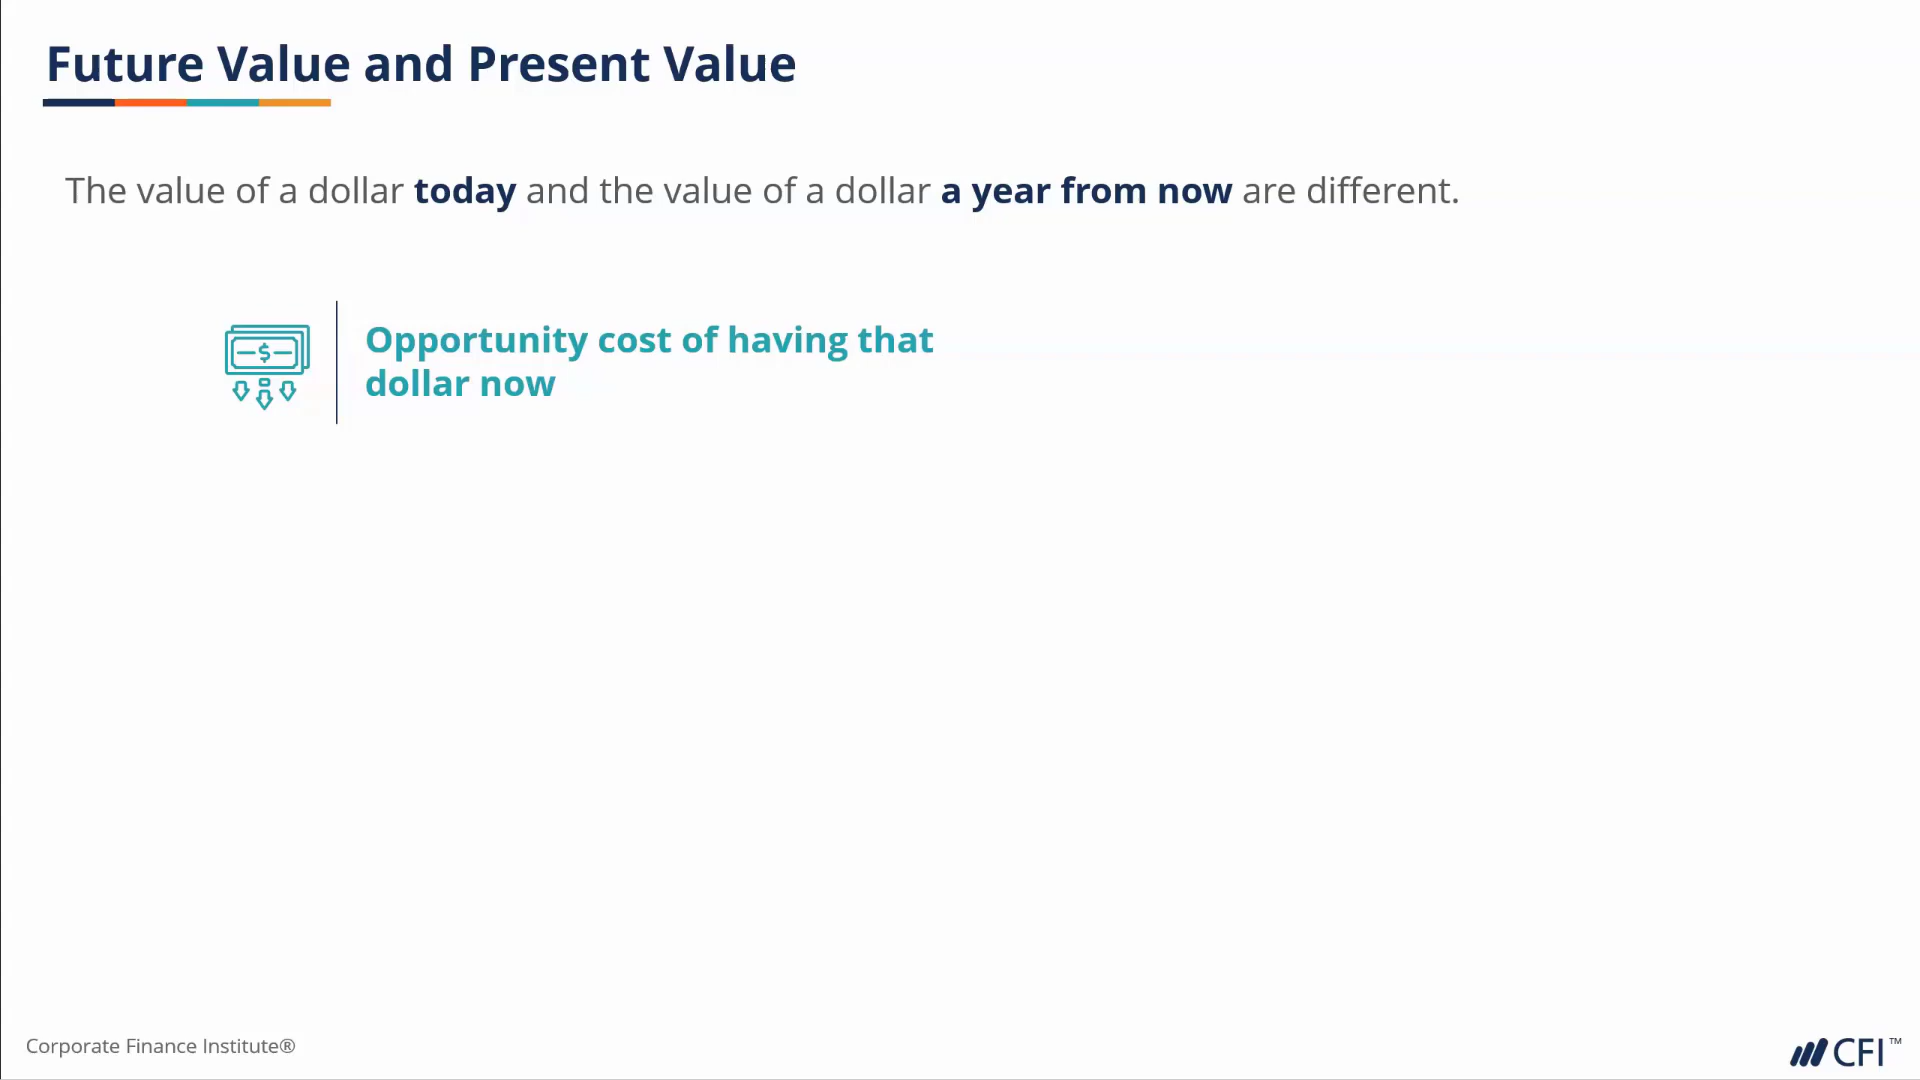 Future Value and Present Value
The value of a dollar today and the value of a dollar a year from now are different.
$
Opportunity cost of having that
dollar now
Corporate Finance Institute®
CFI™